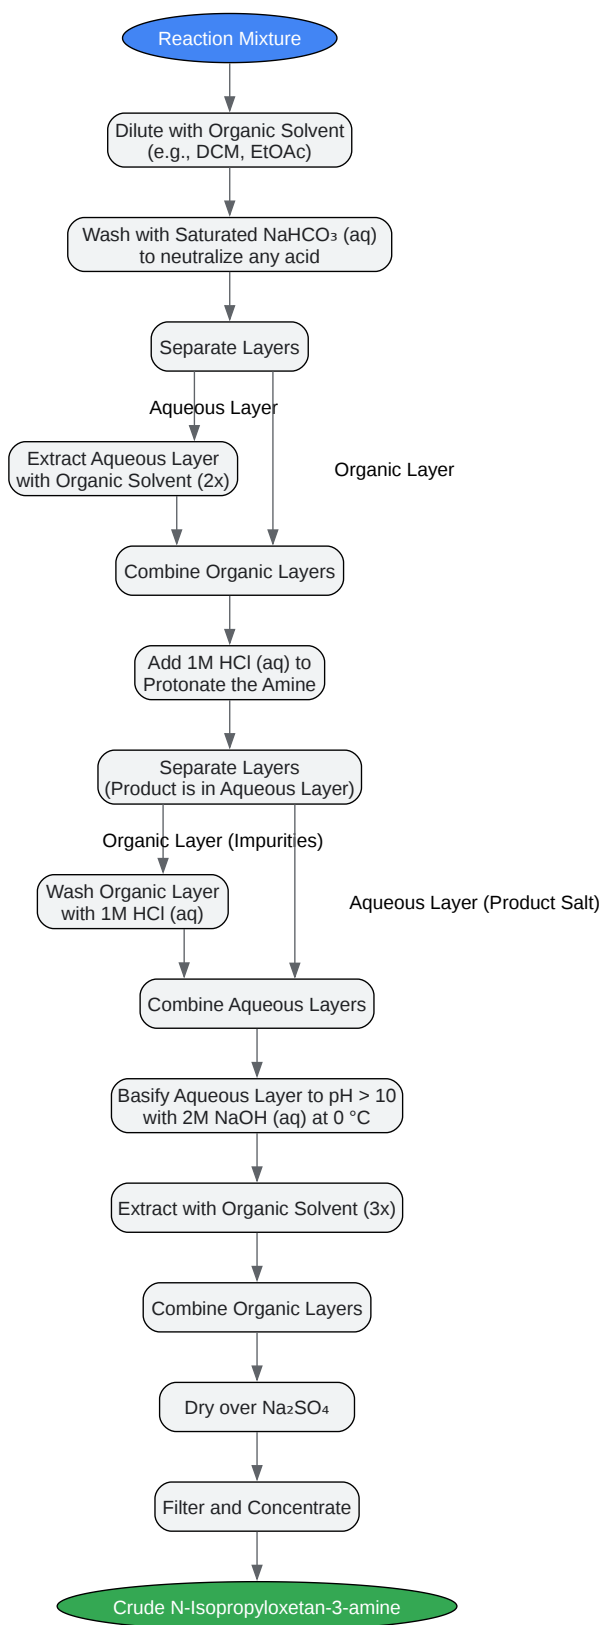 Reaction Mixture
Dilute with Organic Solvent
(e.g., DCM, EtOAc)
Wash with Saturated NaHCO₃ (aq)
to neutralize any acid
Separate Layers
Aqueous Layer
Extract Aqueous Layer
with Organic Solvent (2x)
Organic Layer
Combine Organic Layers
Add 1M HCl (aq) to
Protonate the Amine
Separate Layers
(Product is in Aqueous Layer)
Organic Layer (Impurities)
Wash Organic Layer
with 1M HCl (aq)
Aqueous Layer (Product Salt)
Combine Aqueous Layers
Basify Aqueous Layer to pH > 10
with 2M NaOH (aq) at 0 °C
Extract with Organic Solvent (3x)
Combine Organic Layers
Dry over Na₂SO₄
Filter and Concentrate
Crude N-Isopropyloxetan-3-amine